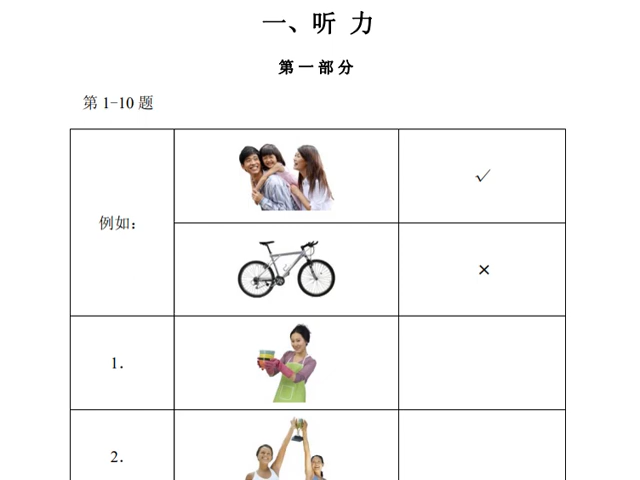 一、听 力
第 一 部 分
第 1-10 题
例如：
√
×
1.
2.